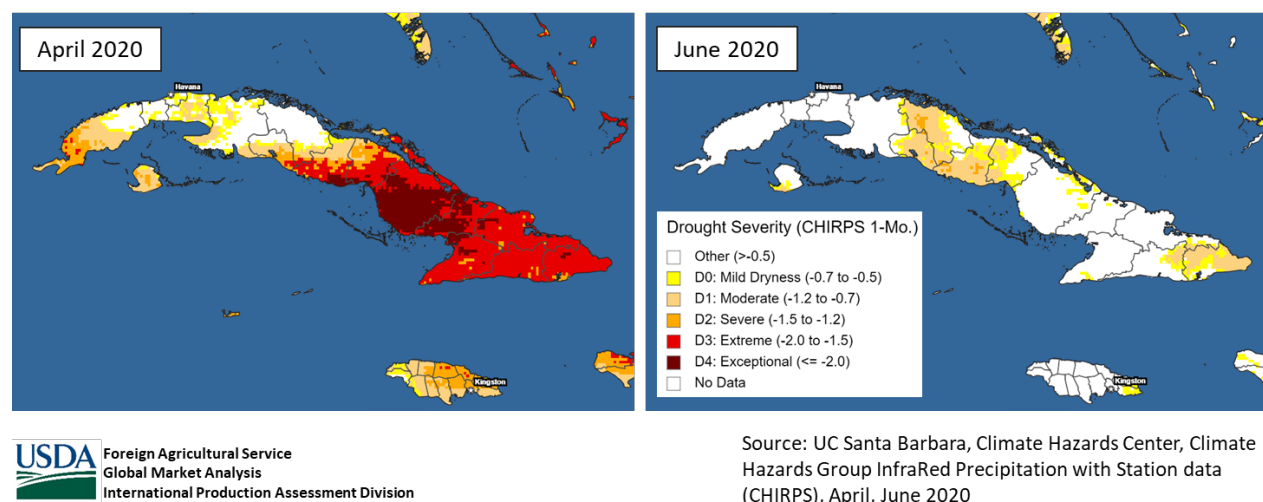 April 2020
June 2020
Havana
Havana
Drought Severity (CHIRPS 1-Mo.)
Other (>-0.5)
D0: Mild Dryness (-0.7 to -0.5)
D1: Moderate (-1.2 to -0.7)
D2: Severe (-1.5 to -1.2)
D3: Extreme (-2.0 to -1.5)
D4: Exceptional (<= -2.0)
No Data
Kingston
Kingston
USDA
Foreign Agricultural Service
Global Market Analysis
International Production Assessment Division
Source: UC Santa Barbara, Climate Hazards Center, Climate
Hazards Group InfraRed Precipitation with Station data
(CHIRPS), April, June 2020